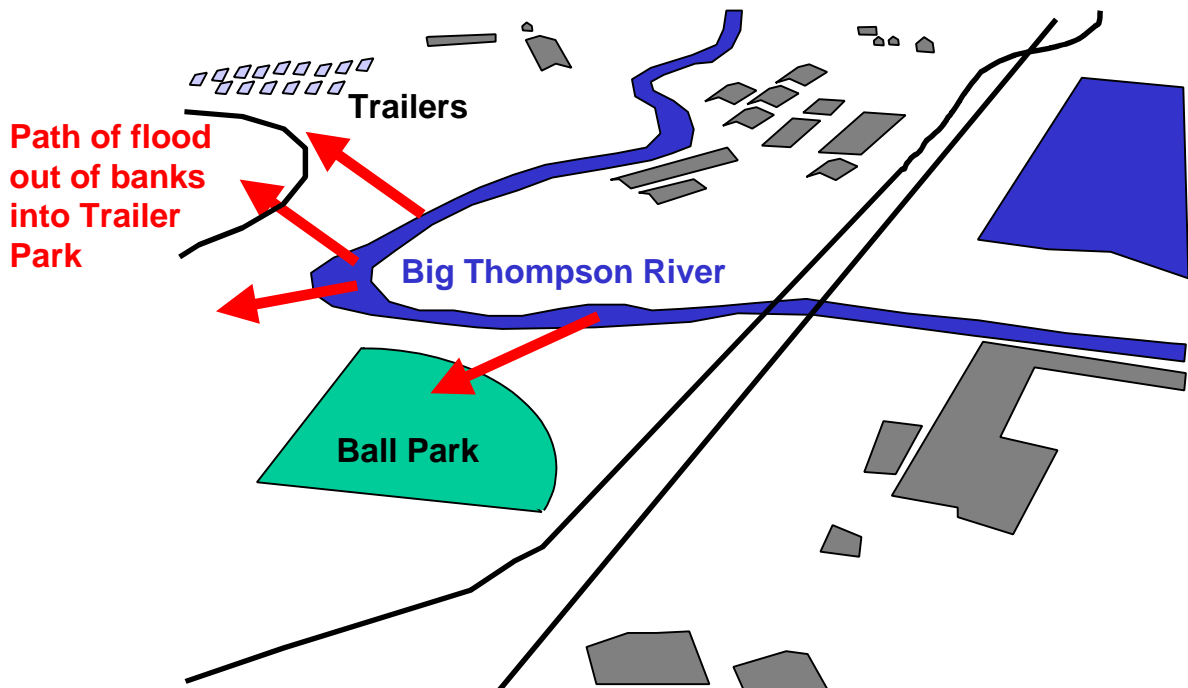 Trailers
Path of flood
out of banks
into Trailer
Park
Big Thompson River
Ball Park